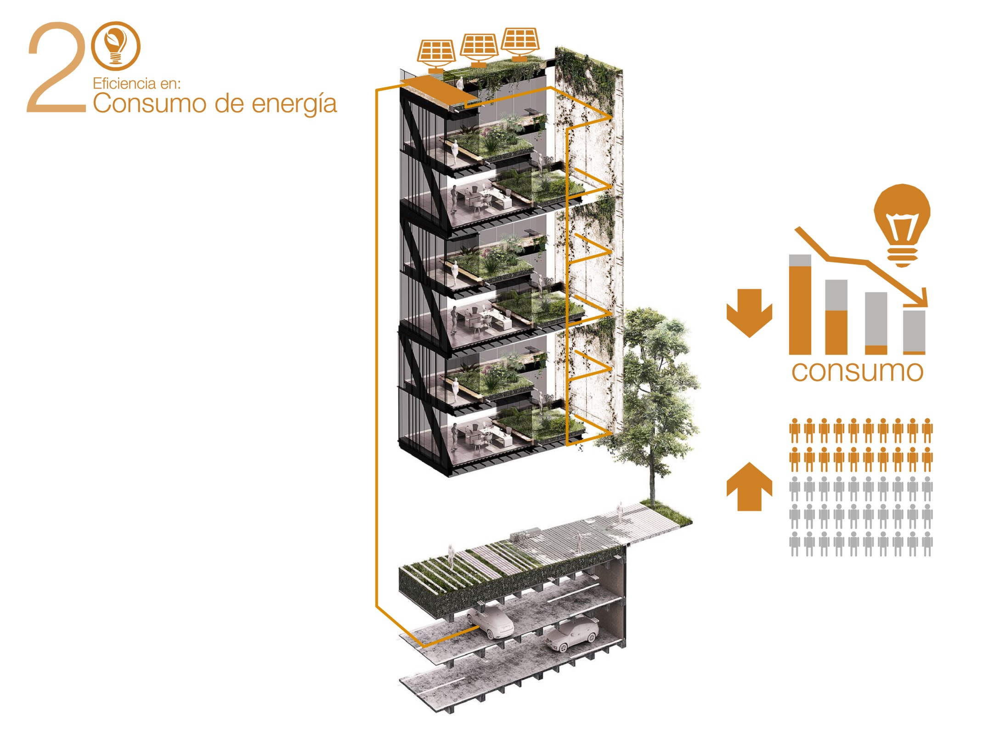 2
Eficiencia en:
Consumo de energía
consumo